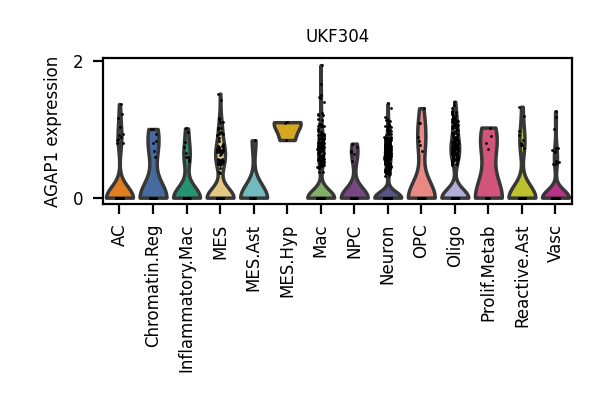 UKF304
AGAP1 expression
2
0
AC
Chromatin.Reg
Inflammatory.Mac
MES
MES.Ast
MES.Hyp
Mac
NPC
Neuron
OPC
Oligo
Prolif.Metab
Reactive.Ast
Vasc